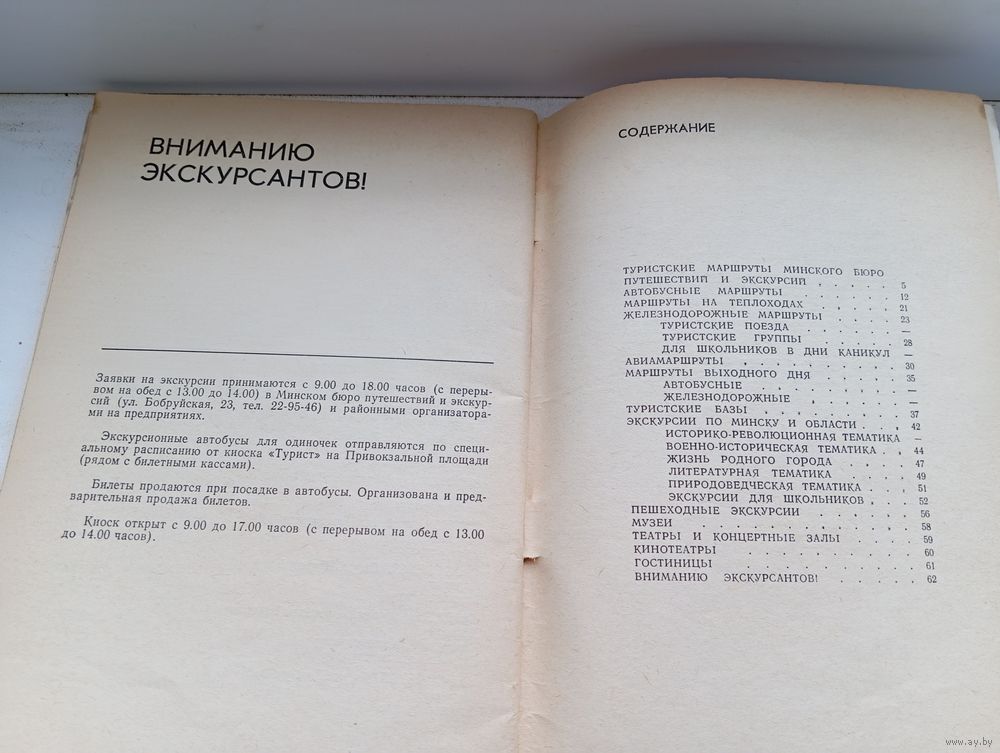 ВНИМАНИЮ
ЭКСКУРСАНТОВ!
Заявки на экскурсии принимаются с 9.00 до 18.00 часов (с переры-
вом на обед с 13.00 до 14.00) в Минском бюро путешествий и экскур-
сий (ул. Бобруйская, 23, тел. 22-95-46) и районными организатора-
ми на предприятиях.
Экскурсионные автобусы для одиночек отправляются по специ-
альному расписанию от киоска «Турист» на Привокзальной площади
(рядом с билетными кассами).
Билеты продаются при посадке в автобусы. Организована и пред-
варительная продажа билетов.
Киоск открыт с 9.00 до 17.00 часов (с перерывом на обед с 13.00
до 14.00 часов).
СОДЕРЖАНИЕ
ТУРИСТСКИЕ МАРШРУТЫ МИНСКОГО БЮРО
ПУТЕШЕСТВИЙ И ЭКСКУРСИЙ . . . . . 5
АВТОБУСНЫЕ МАРШРУТЫ . . . . . . 12
МАРШРУТЫ НА ТЕПЛОХОДАХ . . . . . 21
ЖЕЛЕЗНОДОРОЖНЫЕ МАРШРУТЫ . . . . 23
ТУРИСТСКИЕ ПОЕЗДА . . . . . . —
ТУРИСТСКИЕ ГРУППЫ . . . . . 28
ДЛЯ ШКОЛЬНИКОВ В ДНИ КАНИКУЛ —
АВИАМАРШРУТЫ . . . . . . . . . 30
МАРШРУТЫ ВЫХОДНОГО ДНЯ . . . . . 35
АВТОБУСНЫЕ . . . . . . . . —
ЖЕЛЕЗНОДОРОЖНЫЕ . . . . . . —
ТУРИСТСКИЕ БАЗЫ . . . . . . . . 37
ЭКСКУРСИИ ПО МИНСКУ И ОБЛАСТИ . . . 42
ИСТОРИКО-РЕВОЛЮЦИОННАЯ ТЕМАТИКА —
ВОЕННО-ИСТОРИЧЕСКАЯ ТЕМАТИКА . . 44
ЖИЗНЬ РОДНОГО ГОРОДА . . . . 47
ЛИТЕРАТУРНАЯ ТЕМАТИКА . . . . 49
ПРИРОДОВЕДЧЕСКАЯ ТЕМАТИКА . . . 51
ЭКСКУРСИИ ДЛЯ ШКОЛЬНИКОВ . . . 52
ПЕШЕХОДНЫЕ ЭКСКУРСИИ . . . . . . 56
МУЗЕИ . . . . . . . . . . . 58
ТЕАТРЫ И КОНЦЕРТНЫЕ ЗАЛЫ . . . . 59
КИНОТЕАТРЫ . . . . . . . . . 60
ГОСТИНИЦЫ . . . . . . . . . 61
ВНИМАНИЮ ЭКСКУРСАНТОВ! . . . . . 62
www.ay.by